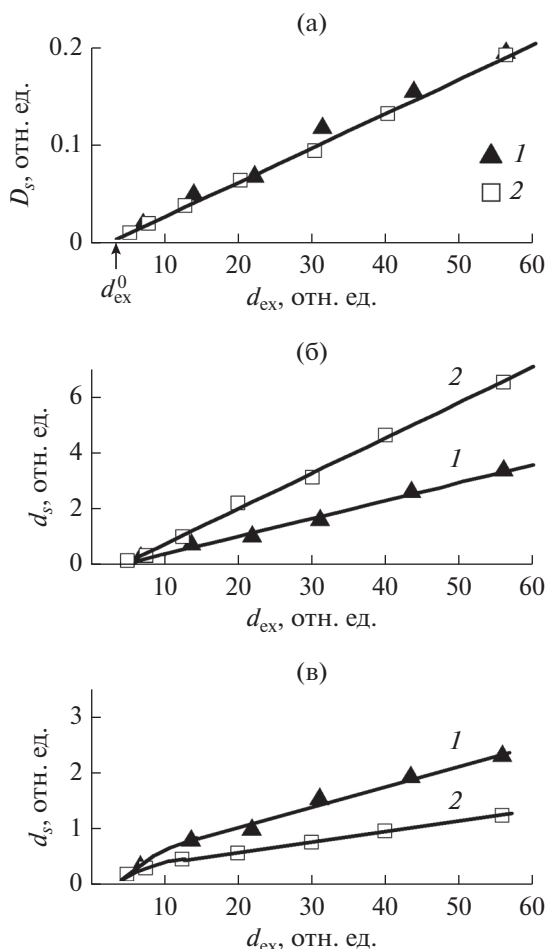 (а)
D_s, отн. ед.
0.2
0.1
0
1
2
d_ex^0
10 20 30 40 50 60
d_ex, отн. ед.
(б)
d_s, отн. ед.
6
4
2
0
2
1
10 20 30 40 50 60
d_ex, отн. ед.
(в)
d_s, отн. ед.
3
2
1
0
1
2
10 20 30 40 50 60
d_ex, отн. ед.